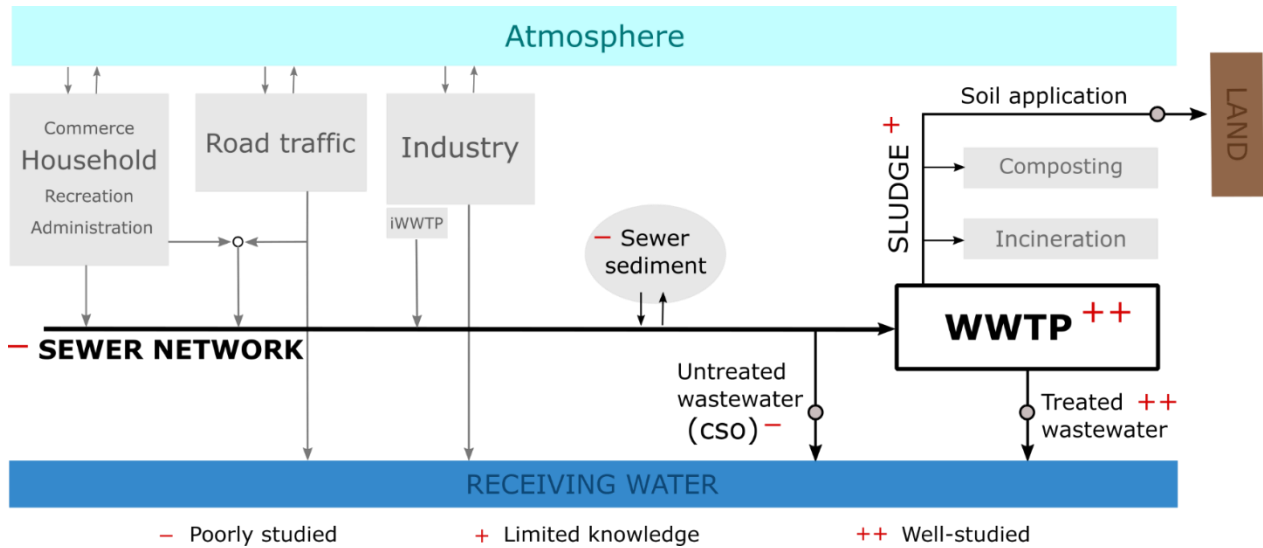 Atmosphere
Commerce
Household
Recreation
Administration
Road traffic
Industry
iWWTP
− Sewer
sediment
Soil application
LAND
SLUDGE +
Composting
Incineration
WWTP ++
− SEWER NETWORK
Untreated
wastewater
(CSO) −
Treated ++
wastewater
RECEIVING WATER
− Poorly studied
+ Limited knowledge
++ Well-studied